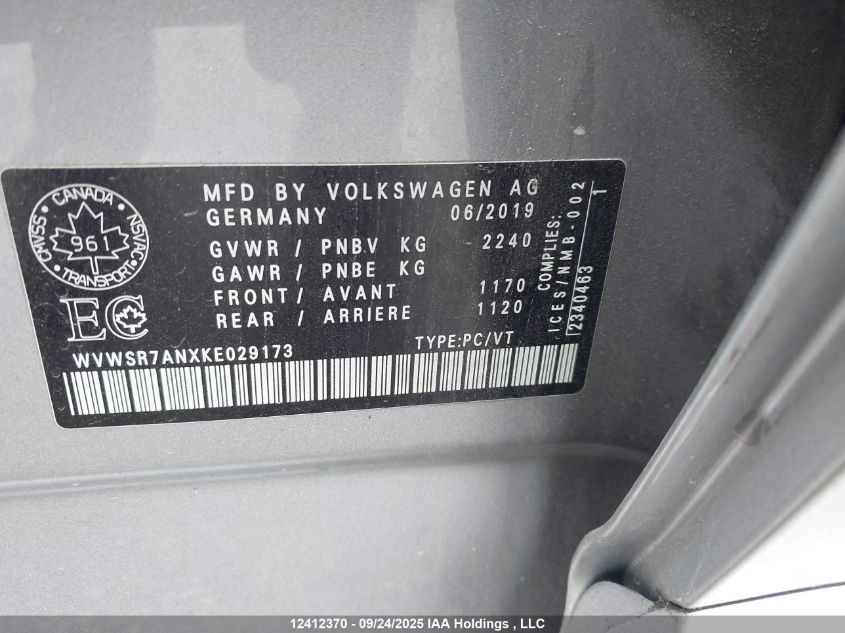 CANADA
CMVSS
NSVAC
961
TRANSPORT
EC
MFD BY VOLKSWAGEN AG
GERMANY 06/2019
GVWR / PNBV KG 2240
GAWR / PNBE KG
FRONT/ AVANT 1170
REAR / ARRIERE 1120
WVWSR7ANXKE029173 TYPE:PC/VT
COMPLIES:
ICES/NMB-002
12340463 1
12412370 - 09/24/2025 IAA Holdings , LLC